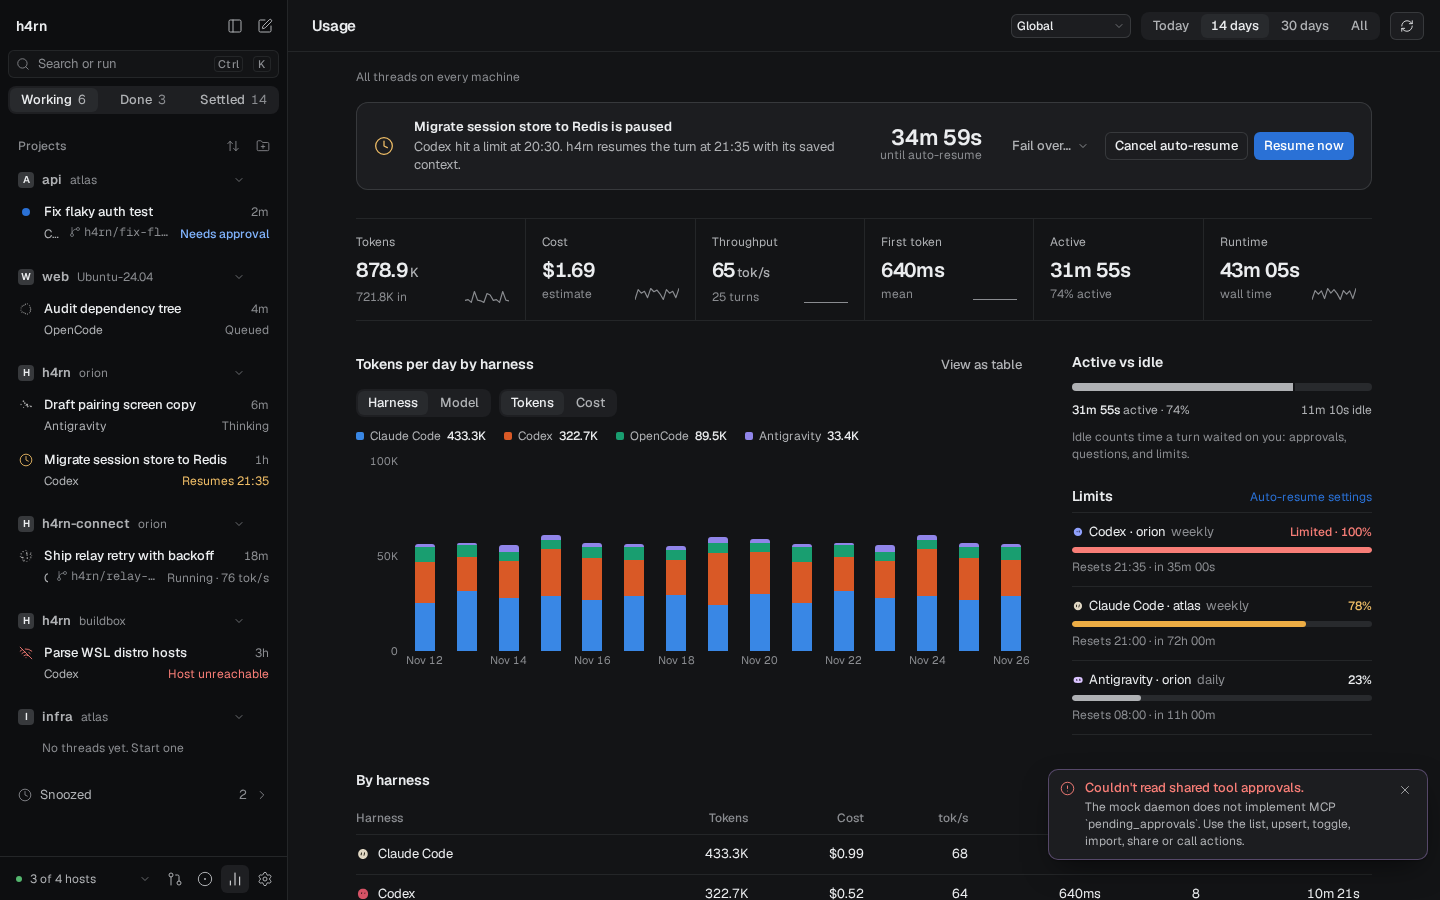 h4rn
Search or run Ctrl K
Working 6 Done 3 Settled 14
Projects
A api atlas
Fix flaky auth test 2m
C… h4rn/fix-fl… Needs approval
W web Ubuntu-24.04
Audit dependency tree 4m
OpenCode Queued
H h4rn orion
Draft pairing screen copy 6m
Antigravity Thinking
Migrate session store to Redis 1h
Codex Resumes 21:35
H h4rn-connect orion
Ship relay retry with backoff 18m
h4rn/relay-… Running · 76 tok/s
H h4rn buildbox
Parse WSL distro hosts 3h
Codex Host unreachable
I infra atlas
No threads yet. Start one
Snoozed 2
3 of 4 hosts
Usage
Global Today 14 days 30 days All
All threads on every machine
Migrate session store to Redis is paused
Codex hit a limit at 20:30. h4rn resumes the turn at 21:35 with its saved
context.
34m 59s
until auto-resume
Fail over… Cancel auto-resume Resume now
Tokens
878.9 K
721.8K in
Cost
$1.69
estimate
Throughput
65 tok/s
25 turns
First token
640ms
mean
Active
31m 55s
74% active
Runtime
43m 05s
wall time
Tokens per day by harness View as table
Harness Model Tokens Cost
Claude Code 433.3K Codex 322.7K OpenCode 89.5K Antigravity 33.4K
100K
50K
0
Nov 12 Nov 14 Nov 16 Nov 18 Nov 20 Nov 22 Nov 24 Nov 26
Active vs idle
31m 55s active · 74% 11m 10s idle
Idle counts time a turn waited on you: approvals,
questions, and limits.
Limits Auto-resume settings
Codex · orion weekly Limited · 100%
Resets 21:35 · in 35m 00s
Claude Code · atlas weekly 78%
Resets 21:00 · in 72h 00m
Antigravity · orion daily 23%
Resets 08:00 · in 11h 00m
By harness
Harness Tokens Cost tok/s
Claude Code 433.3K $0.99 68
Codex 322.7K $0.52 64 640ms 8 10m 21s
Couldn't read shared tool approvals.
The mock daemon does not implement MCP
`pending_approvals`. Use the list, upsert, toggle,
import, share or call actions.